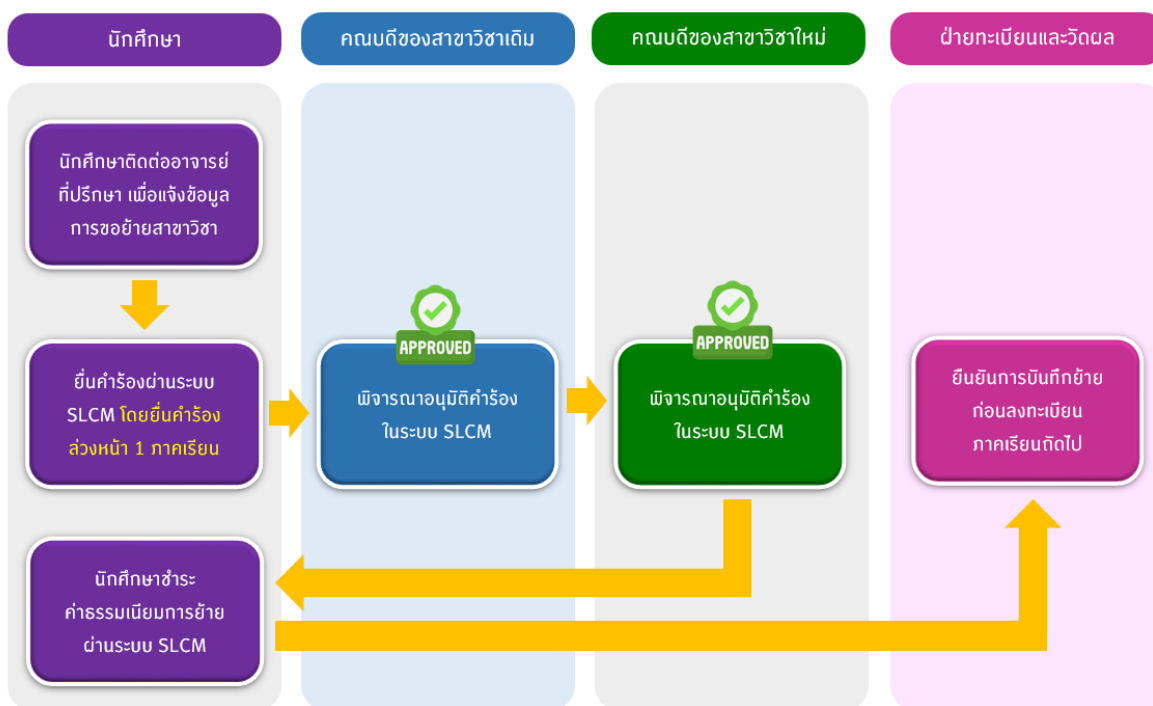 นักศึกษา
คณบดีของสาขาวิชาเดิม
คณบดีของสาขาวิชาใหม่
ฝ่ายทะเบียนและวัดผล
นักศึกษาติดต่ออาจารย์
ที่ปรึกษา เพื่อแจ้งข้อมูล
การขอย้ายสาขาวิชา
ยื่นคำร้องผ่านระบบ
SLCM โดยยื่นคำร้อง
ล่วงหน้า 1 ภาคเรียน
APPROVED
พิจารณาอนุมัติคำร้อง
ในระบบ SLCM
APPROVED
พิจารณาอนุมัติคำร้อง
ในระบบ SLCM
ยืนยันการบันทึกย้าย
ก่อนลงทะเบียน
ภาคเรียนถัดไป
นักศึกษาชำระ
ค่าธรรมเนียมการย้าย
ผ่านระบบ SLCM